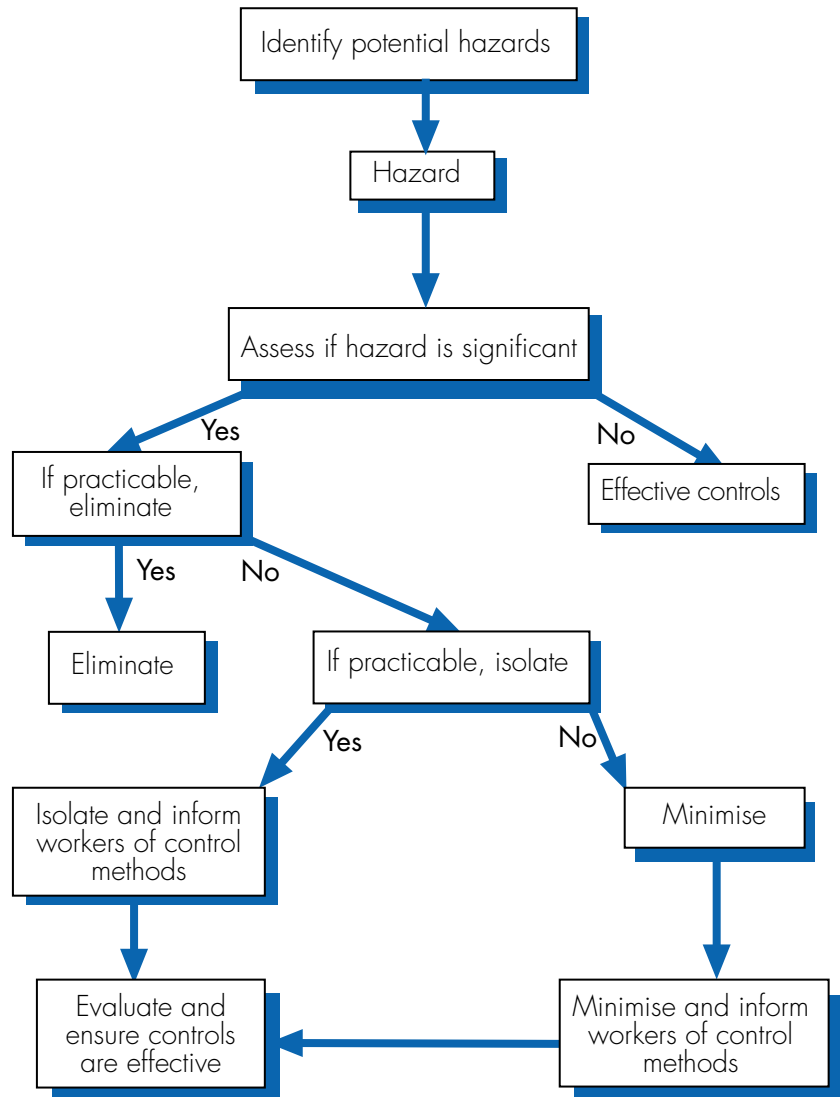 Identify potential hazards
Hazard
Assess if hazard is significant
Yes
No
If practicable,
eliminate
Effective controls
Yes
No
Eliminate
If practicable, isolate
Yes
No
Isolate and inform
workers of control
methods
Minimise
Evaluate and
ensure controls
are effective
Minimise and inform
workers of control
methods